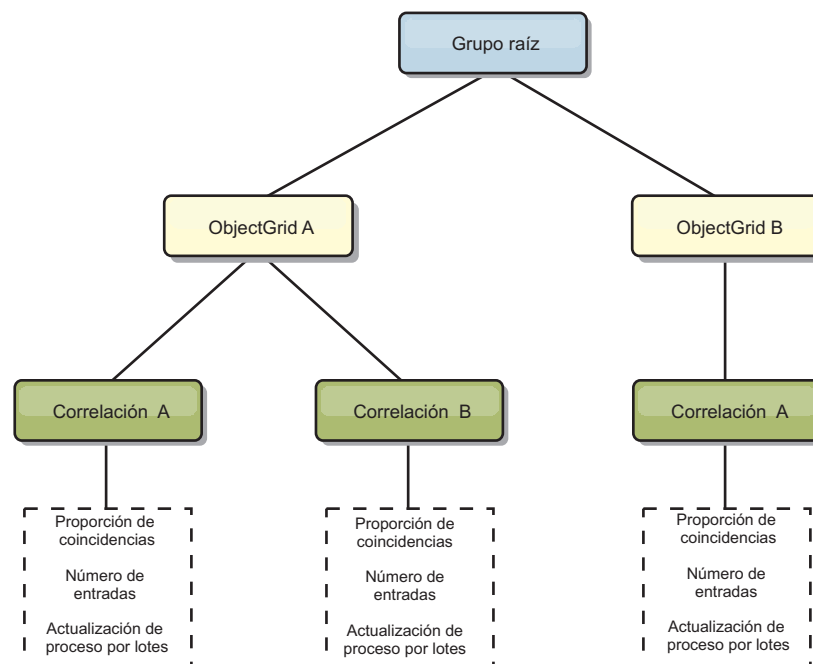 Grupo raíz
ObjectGrid A
ObjectGrid B
Correlación A
Correlación B
Correlación A
Proporción de
coincidencias
Número de
entradas
Actualización de
proceso por lotes
Proporción de
coincidencias
Número de
entradas
Actualización de
proceso por lotes
Proporción de
coincidencias
Número de
entradas
Actualización de
proceso por lotes